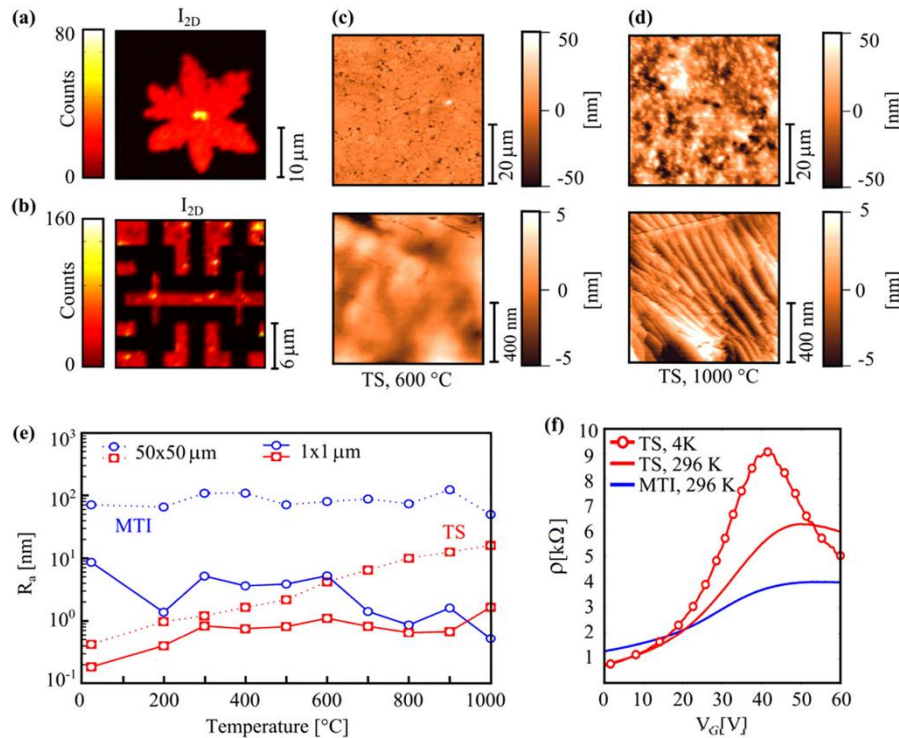 (a)
I2D
80
Counts
0
10 μm
(b)
I2D
160
Counts
0
6 μm
(c)
50
0
-50
[nm]
20 μm
5
0
-5
[nm]
400 nm
TS, 600 °C
(d)
50
0
-50
[nm]
20 μm
5
0
-5
[nm]
400 nm
TS, 1000 °C
(e)
10³
10²
10¹
10⁰
10⁻¹
Ra [nm]
50x50 μm
1x1 μm
MTI
TS
0 200 400 600 800 1000
Temperature [°C]
(f)
TS, 4K
TS, 296 K
MTI, 296 K
10
9
8
7
6
5
4
3
2
1
ρ[kΩ]
0 10 20 30 40 50 60
VG[V]